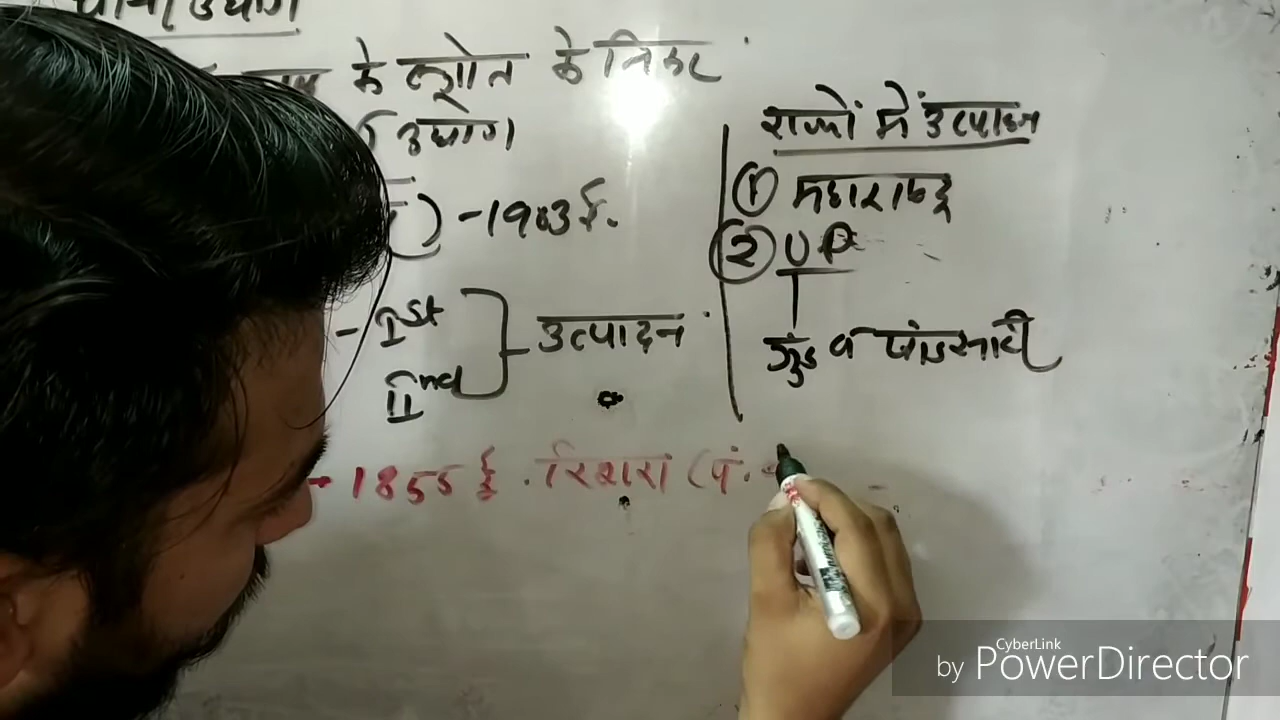 उद्योग
के स्त्रोत के निकट
उद्योग
) - 1903 ई.
- Ist
IInd
- उत्पादन
राज्यों में उत्पादन
① महाराष्ट्र
② UP
गुड़ व खांडसारी
- 1855 ई. रिशरा (पं.
CyberLink
by PowerDirector